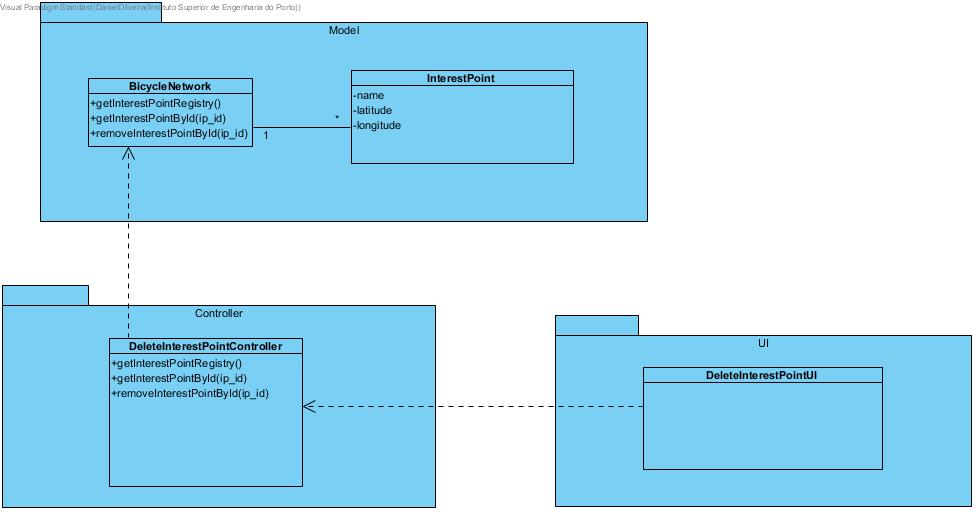 Visual Paradigm Standard(DanielOliveira(Instituto Superior de Engenharia do Porto))
Model
BicycleNetwork
+getInterestPointRegistry()
+getInterestPointById(ip_id)
+removeInterestPointById(ip_id)
1
*
InterestPoint
-name
-latitude
-longitude
Controller
DeleteInterestPointController
+getInterestPointRegistry()
+getInterestPointById(ip_id)
+removeInterestPointById(ip_id)
UI
DeleteInterestPointUI